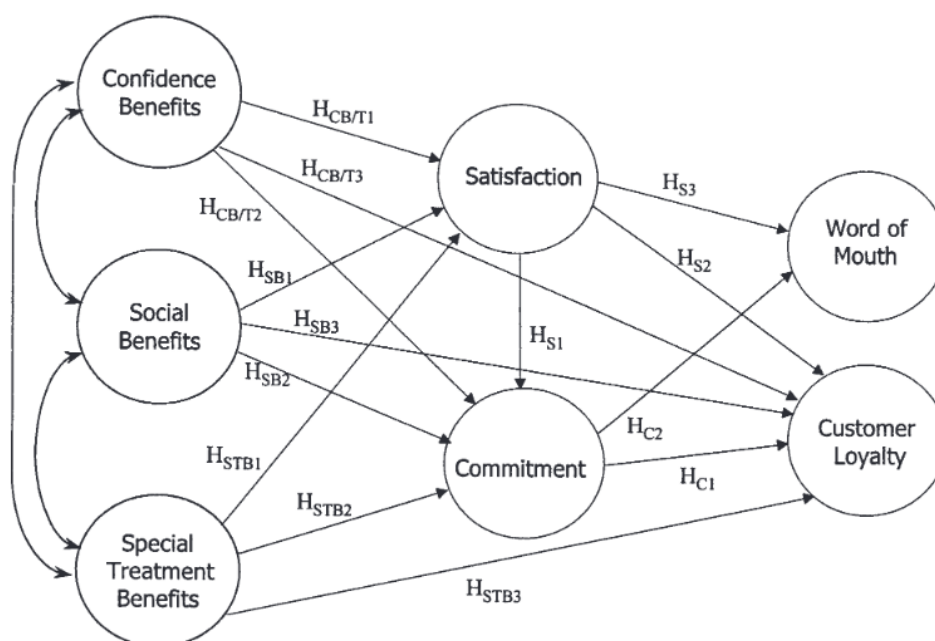 Confidence
Benefits
H_CB/T1
H_CB/T3
H_CB/T2
Satisfaction
H_S3
Word of
Mouth
H_S2
H_SB1
Social
Benefits
H_SB3
H_SB2
H_S1
H_C2
Customer
Loyalty
H_C1
Commitment
H_STB1
H_STB2
Special
Treatment
Benefits
H_STB3